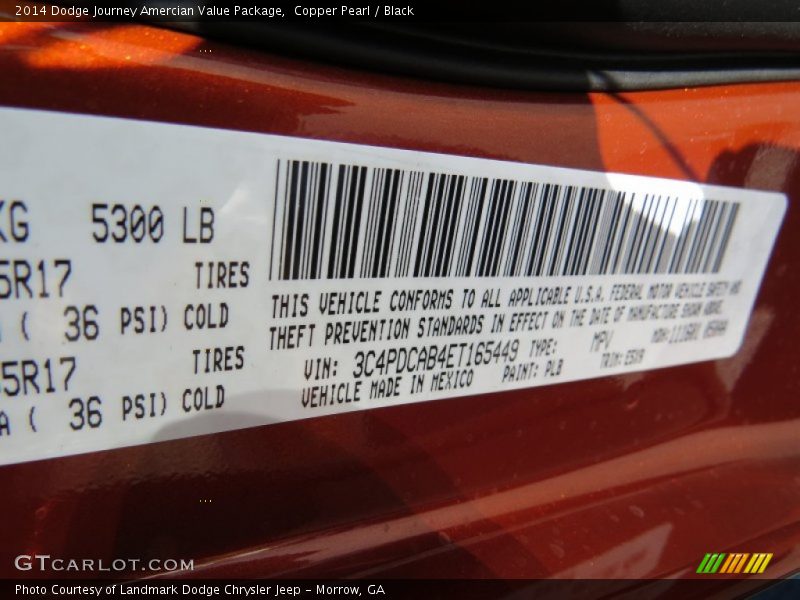 2014 Dodge Journey Amercian Value Package,  Copper Pearl / Black
KG 5300 LB
5R17 TIRES
( 36 PSI) COLD
5R17 TIRES
A ( 36 PSI) COLD
THIS VEHICLE CONFORMS TO ALL APPLICABLE U.S.A. FEDERAL MOTOR VEHICLE SAFETY AND
THEFT PREVENTION STANDARDS IN EFFECT ON THE DATE OF MANUFACTURE SHOWN ABOVE.
VIN: 3C4PDCAB4ET165449 TYPE: MPV
VEHICLE MADE IN MEXICO PAINT: PLB TRIM:
GTCARLOT.COM
Photo Courtesy of Landmark Dodge Chrysler Jeep - Morrow, GA